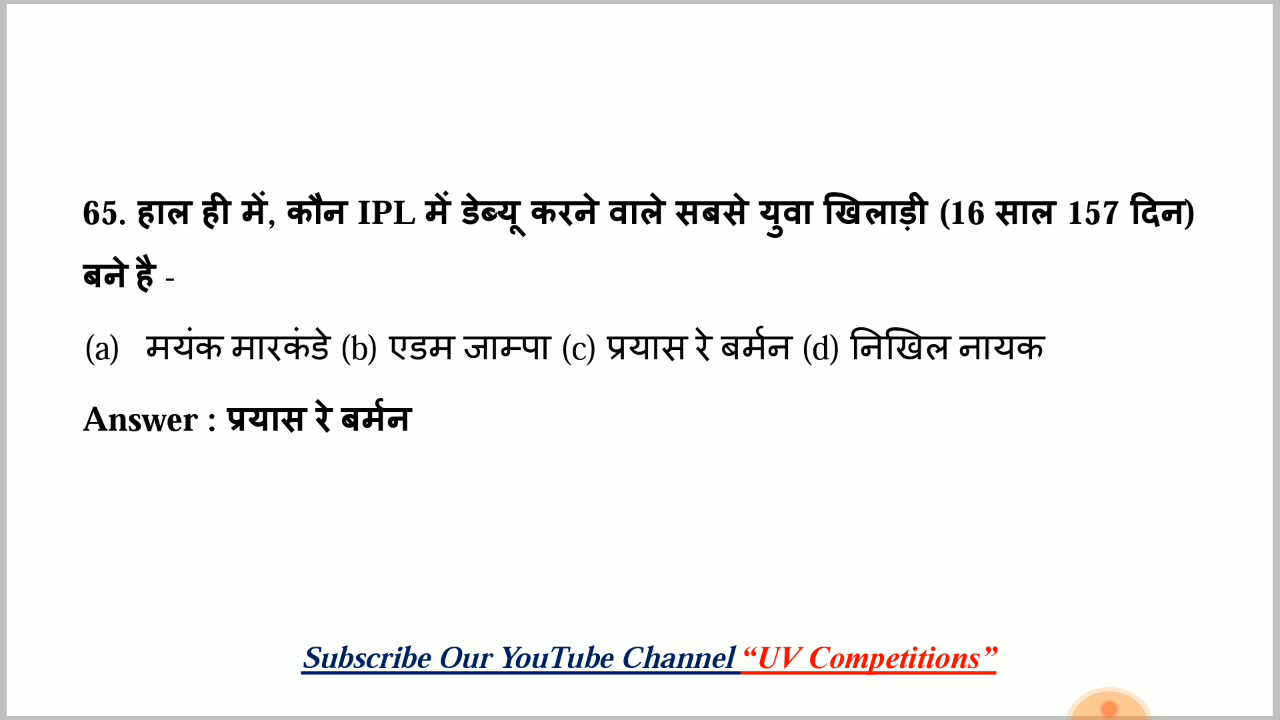 65. हाल ही में, कौन IPL में डेब्यू करने वाले सबसे युवा खिलाड़ी (16 साल 157 दिन)
बने है -
(a) मयंक मारकंडे (b) एडम जाम्पा (c) प्रयास रे बर्मन (d) निखिल नायक
Answer : प्रयास रे बर्मन
Subscribe Our YouTube Channel “UV Competitions”